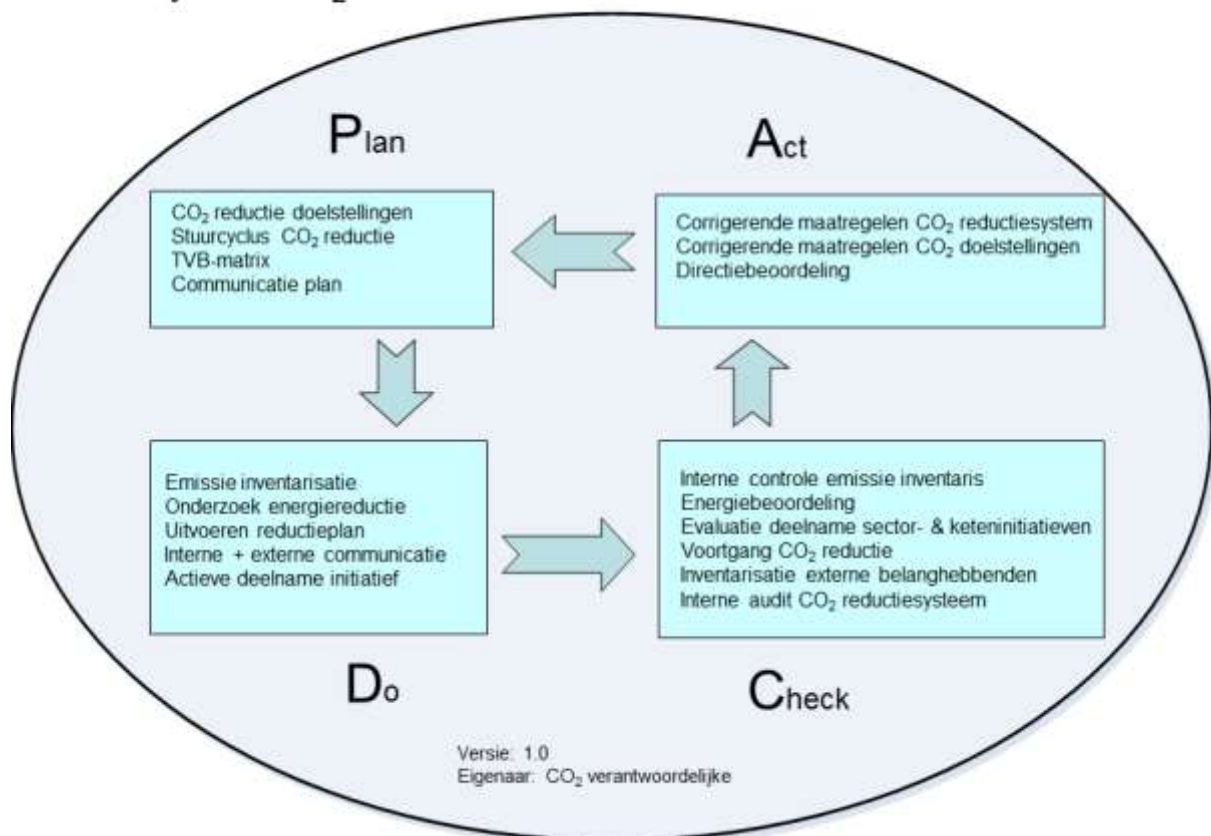 Plan
CO₂ reductie doelstellingen
Stuurcyclus CO₂ reductie
TVB-matrix
Communicatie plan
Act
Corrigerende maatregelen CO₂ reductiesystem
Corrigerende maatregelen CO₂ doelstellingen
Directiebeoordeling
Emissie inventarisatie
Onderzoek energiereductie
Uitvoeren reductieplan
Interne + externe communicatie
Actieve deelname initiatief
Do
Interne controle emissie inventaris
Energiebeoordeling
Evaluatie deelname sector- & keteninitiatieven
Voortgang CO₂ reductie
Inventarisatie externe belanghebbenden
Interne audit CO₂ reductiesysteem
Check
Versie: 1.0
Eigenaar: CO₂ verantwoordelijke